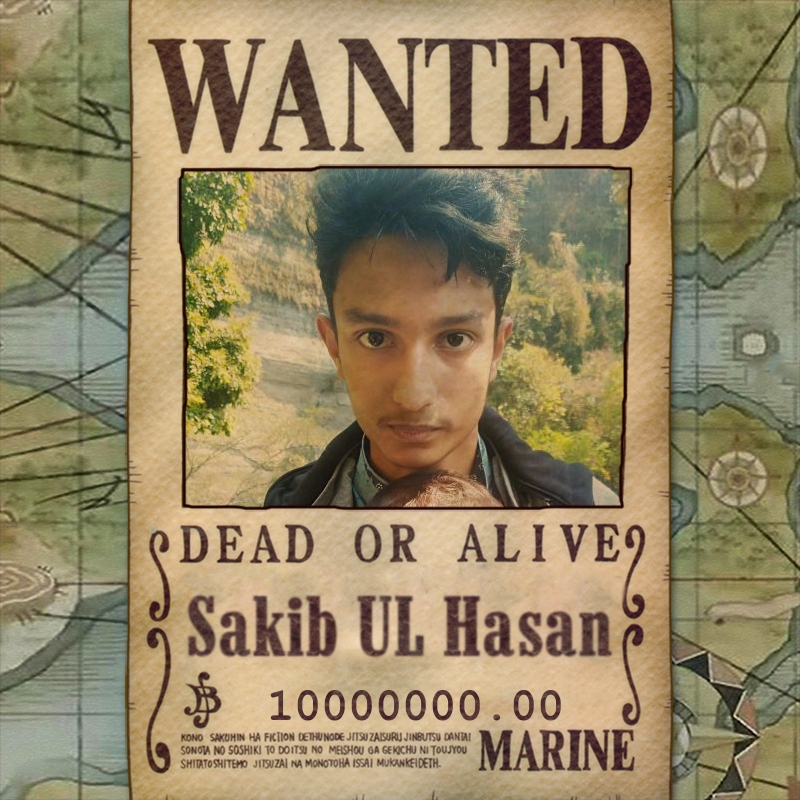 WANTED
DEAD OR ALIVE
Sakib UL Hasan
10000000.00
KONO SAKUHIN HA FICTION DETHUNODE JITSUZAISURU JINBUTSU DANTAI
SONOTA NO SOSHIKI TO DOITSU NO MEISHOU GA GEKICHU NI TOUJYOU
SHITATOSHITEMO JITSUZAI NA MONOTOHA ISSAI MUKANKEIDETH.
MARINE